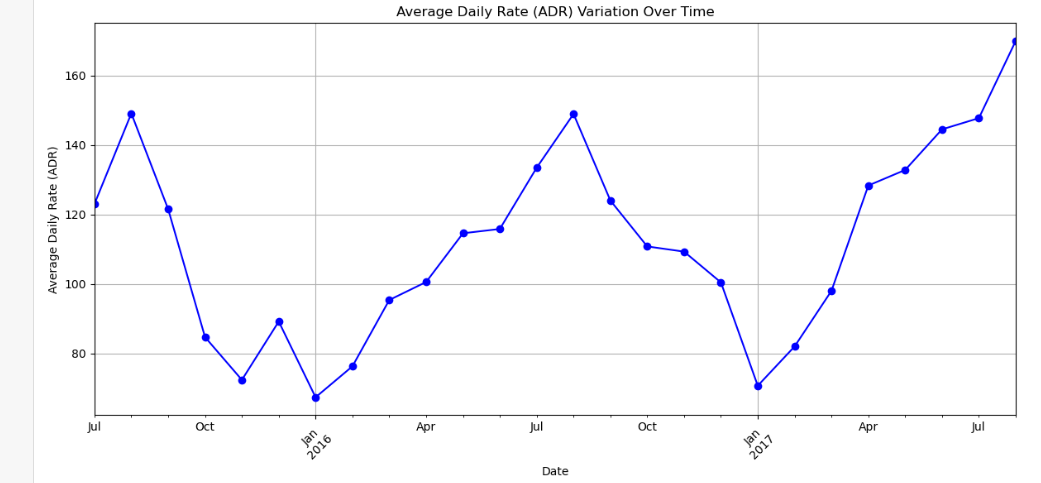 Average Daily Rate (ADR) Variation Over Time
Average Daily Rate (ADR)
160
140
120
100
80
Jul
Oct
Jan
2016
Apr
Jul
Oct
Jan
2017
Apr
Jul
Date